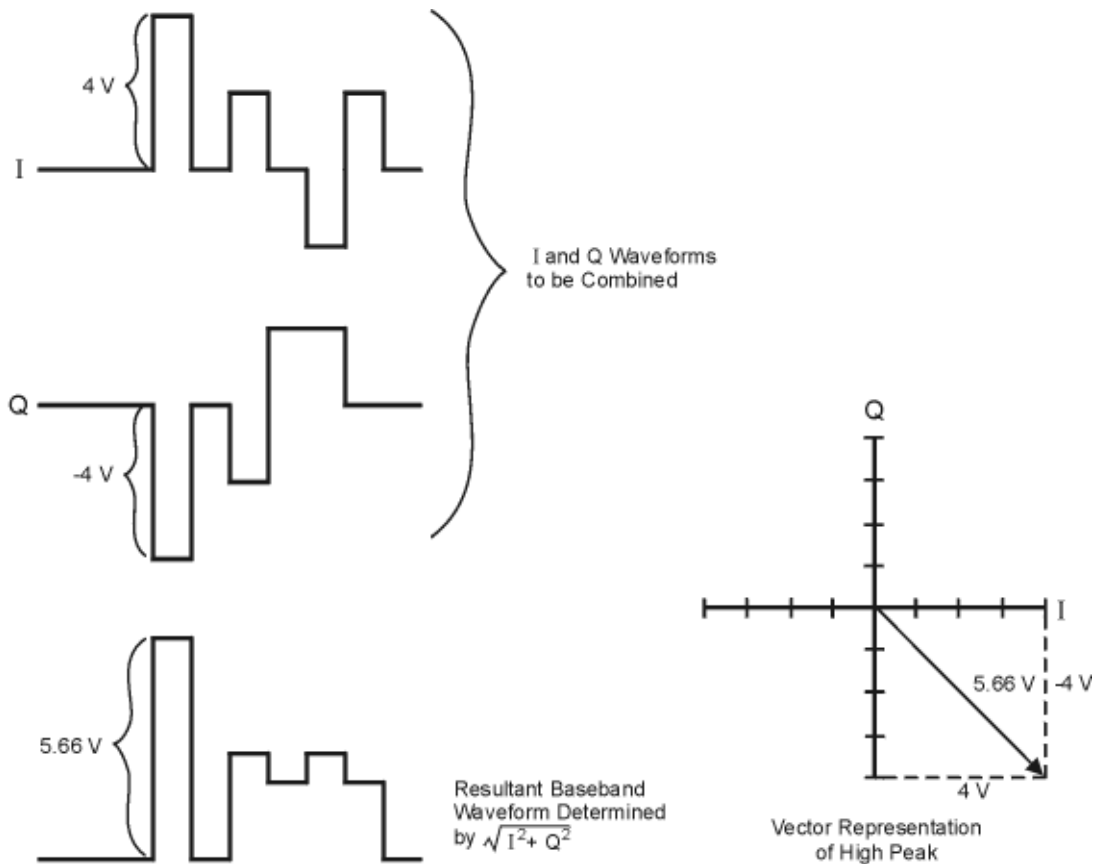 4 V
I
I and Q Waveforms
to be Combined
Q
-4 V
Q
I
5.66 V
-4 V
4 V
Vector Representation
of High Peak
5.66 V
Resultant Baseband
Waveform Determined
by √I²+ Q²